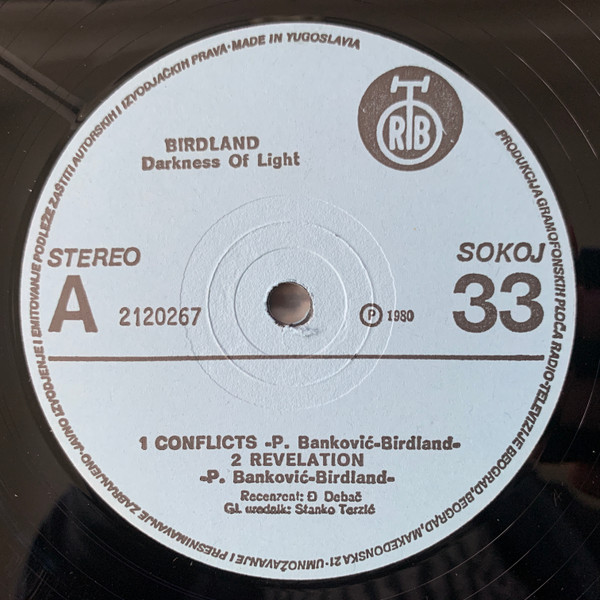 JAVNO IZVODJENJE I EMITOVANJE PODLEŽE ZAŠTITI AUTORSKIH I IZVODJAČKIH PRAVA·MADE IN YUGOSLAVIA
RTB
BIRDLAND
Darkness Of Light
STEREO
SOKOJ
A
2120267
Ⓟ 1980
33
1 CONFLICTS -P. Banković-Birdland-
2 REVELATION
-P. Banković-Birdland-
Recenzent: Đ Debač
Gl. urednik: Stanko Terzić
PRODUKCIJA GRAMOFONSKIH PLOČA RADIO-TELEVIZIJE BEOGRAD, BEOGRAD, MAKEDONSKA 21·UMNOŽAVANJE I PRESNIMAVANJE ZABRANJENO·